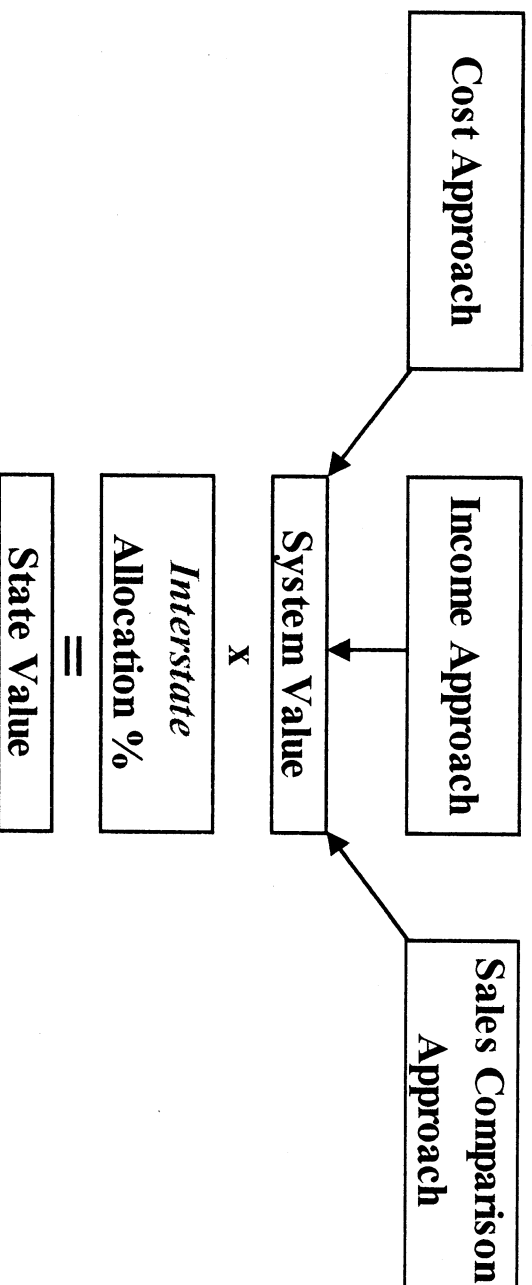 Cost Approach
Income Approach
Sales Comparison
Approach
System Value
x
Interstate
Allocation %
=
State Value